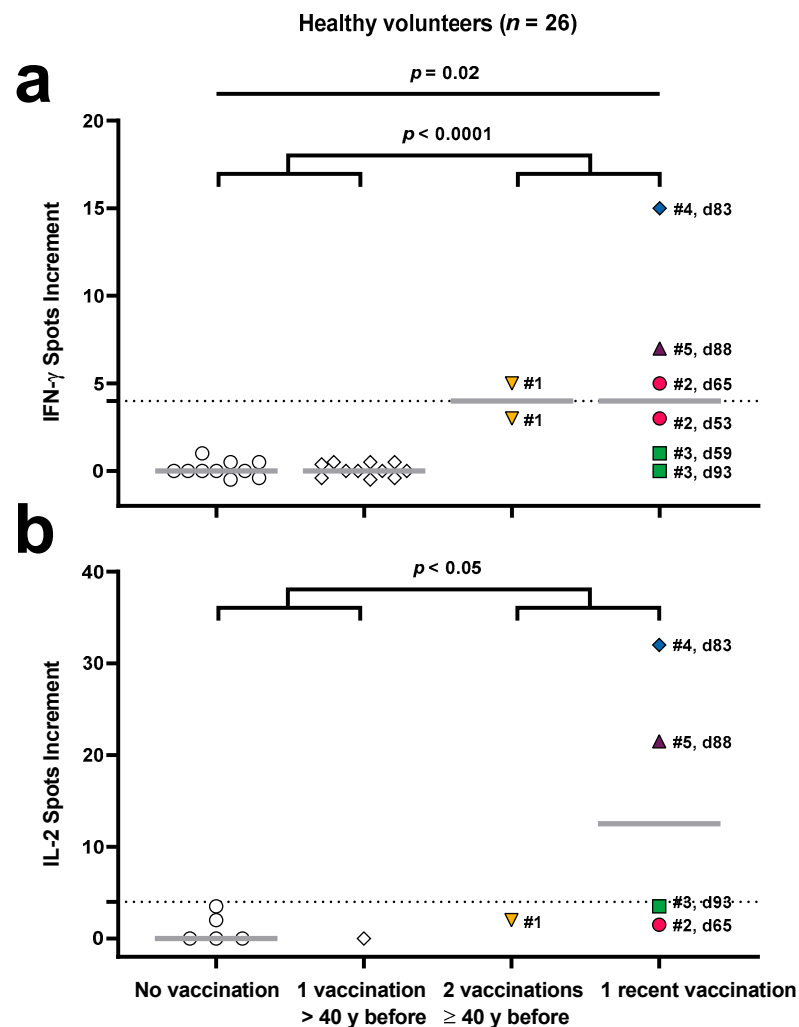 Healthy volunteers (n = 26)
a
p = 0.02
p < 0.0001
IFN-γ Spots Increment
20
15
10
5
0
#4, d83
#5, d88
#2, d65
#1
#1
#2, d53
#3, d59
#3, d93
b
p < 0.05
IL-2 Spots Increment
40
30
20
10
0
#4, d83
#5, d88
#3, d93
#1
#2, d65
No vaccination
1 vaccination
> 40 y before
2 vaccinations
≥ 40 y before
1 recent vaccination